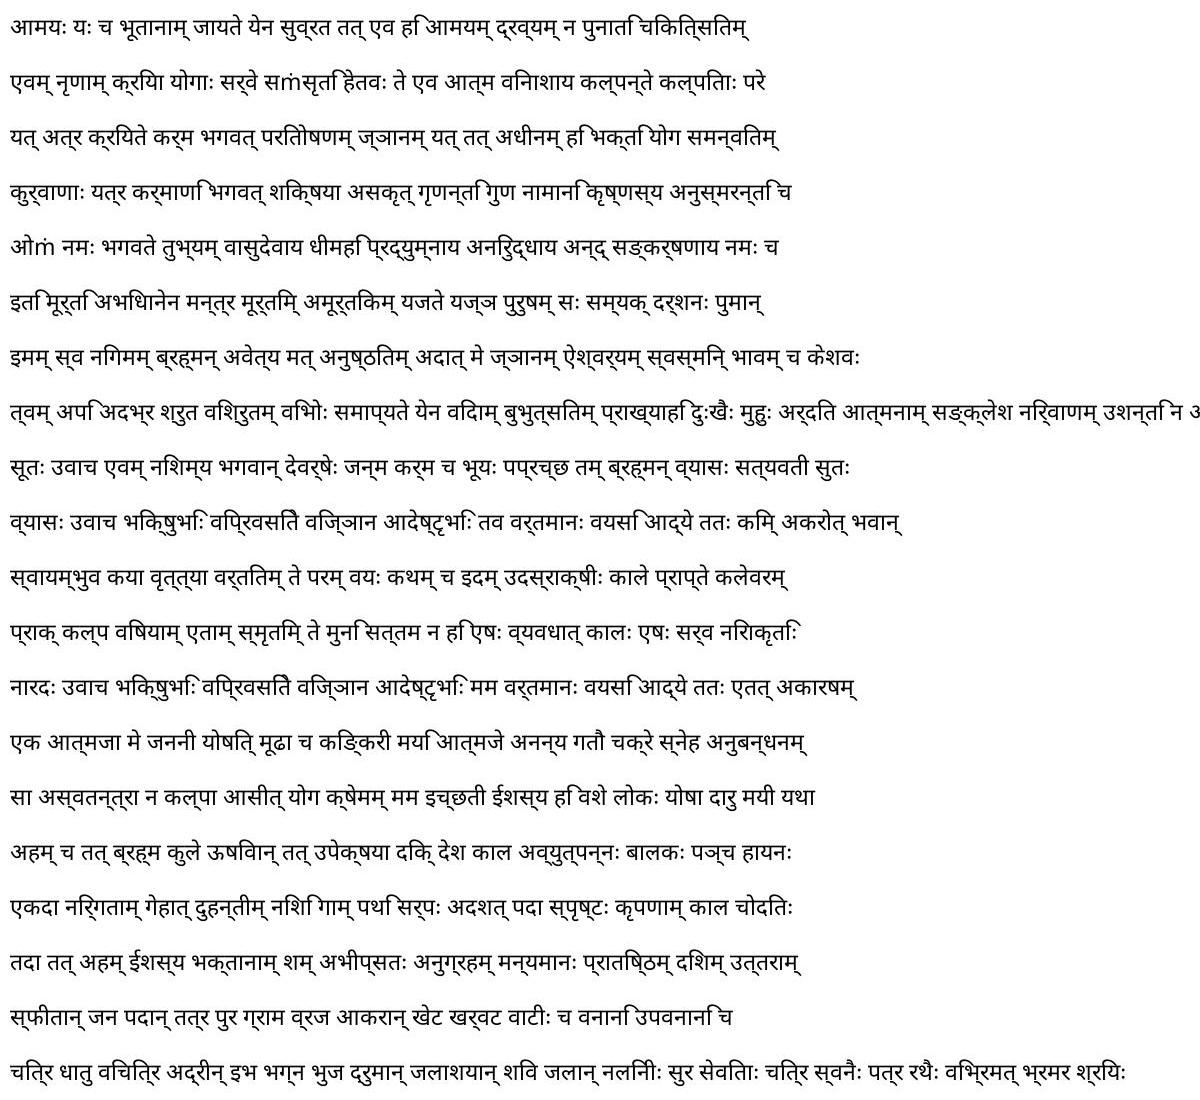 आमयः यः च भूतानाम् जायते येन सुव्रत तत् एव हि आमयम् द्रव्यम् न पुनाति चिकित्सितम्
एवम् नृणाम् क्रिया योगाः सर्वे सṁसृति हेतवः ते एव आत्म विनाशाय कल्पन्ते कल्पिताः परे
यत् अत्र क्रियते कर्म भगवत् परितोषणम् ज्ञानम् यत् तत् अधीनम् हि भक्ति योग समन्वितम्
कुर्वाणाः यत्र कर्माणि भगवत् शिक्षया असकृत् गृणन्ति गुण नामानि कृष्णस्य अनुस्मरन्ति च
ओṁ नमः भगवते तुभ्यम् वासुदेवाय धीमहि प्रद्युम्नाय अनिरुद्धाय अन्द् सङ्कर्षणाय नमः च
इति मूर्ति अभिधानेन मन्त्र मूर्तिम् अमूर्तिकम् यजते यज्ञ पुरुषम् सः सम्यक् दर्शनः पुमान्
इमम् स्व निगमम् ब्रह्मन् अवेत्य मत् अनुष्ठितम् अदात् मे ज्ञानम् ऐश्वर्यम् स्वस्मिन् भावम् च केशवः
त्वम् अपि अदभ्र श्रुत विश्रुतम् विभोः समाप्यते येन विदाम् बुभुत्सितम् प्राख्याहि दुःखैः मुहुः अर्दित आत्मनाम् सङ्क्लेश निर्वाणम् उशन्ति न
सूतः उवाच एवम् निशम्य भगवान् देवर्षेः जन्म कर्म च भूयः पप्रच्छ तम् ब्रह्मन् व्यासः सत्यवती सुतः
व्यासः उवाच भिक्षुभिः विप्रवसिते विज्ञान आदेष्टृभिः तव वर्तमानः वयसि आद्ये ततः किम् अकरोत् भवान्
स्वायम्भुव कया वृत्त्या वर्तितम् ते परम् वयः कथम् च इदम् उदस्राक्षीः काले प्राप्ते कलेवरम्
प्राक् कल्प विषयाम् एताम् स्मृतिम् ते मुनि सत्तम न हि एषः व्यवधात् कालः एषः सर्व निराकृतिः
नारदः उवाच भिक्षुभिः विप्रवसिते विज्ञान आदेष्टृभिः मम वर्तमानः वयसि आद्ये ततः एतत् अकारषम्
एक आत्मजा मे जननी योषित् मूढा च किङ्करी मयि आत्मजे अनन्य गतौ चक्रे स्नेह अनुबन्धनम्
सा अस्वतन्त्रा न कल्पा आसीत् योग क्षेमम् मम इच्छती ईशस्य हि वशे लोकः योषा दारु मयी यथा
अहम् च तत् ब्रह्म कुले ऊषिवान् तत् उपेक्षया दिक् देश काल अव्युत्पन्नः बालकः पञ्च हायनः
एकदा निर्गताम् गेहात् दुहन्तीम् निशि गाम् पथि सर्पः अदशत् पदा स्पृष्टः कृपणाम् काल चोदितः
तदा तत् अहम् ईशस्य भक्तानाम् शम् अभीप्सतः अनुग्रहम् मन्यमानः प्रातिष्ठम् दिशम् उत्तराम्
स्फीतान् जन पदान् तत्र पुर ग्राम व्रज आकरान् खेट खर्वट वाटीः च वनानि उपवनानि च
चित्र धातु विचित्र अद्रीन् इभ भग्न भुज द्रुमान् जलाशयान् शिव जलान् नलिनीः सुर सेविताः चित्र स्वनैः पत्र रथैः विभ्रमत् भ्रमर श्रियः